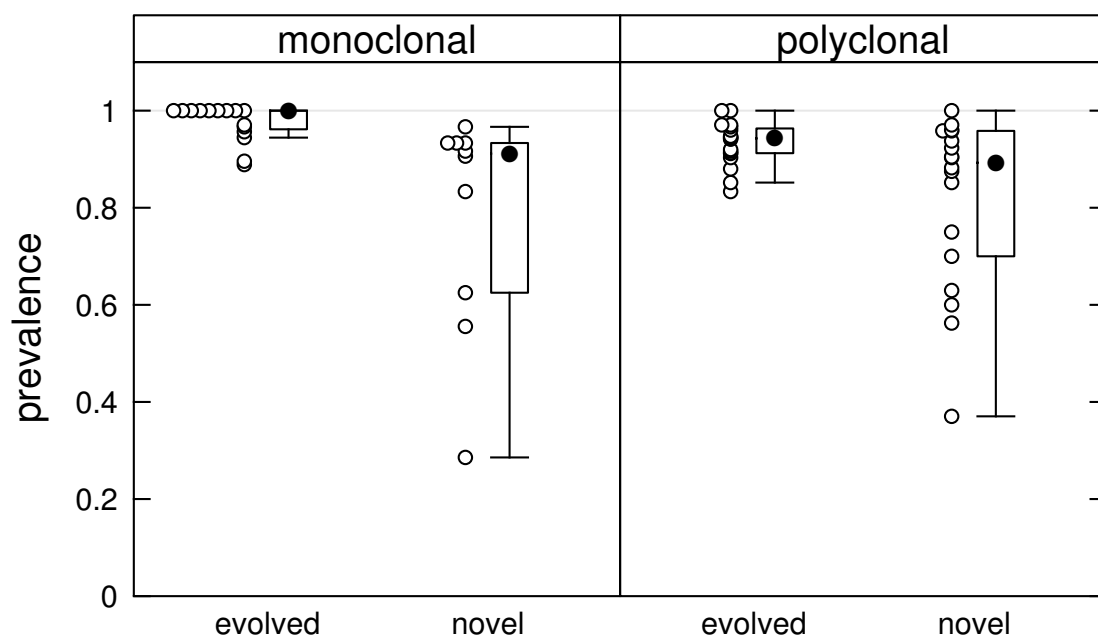 monoclonal
polyclonal
prevalence
1
0.8
0.6
0.4
0.2
0
evolved
novel
evolved
novel